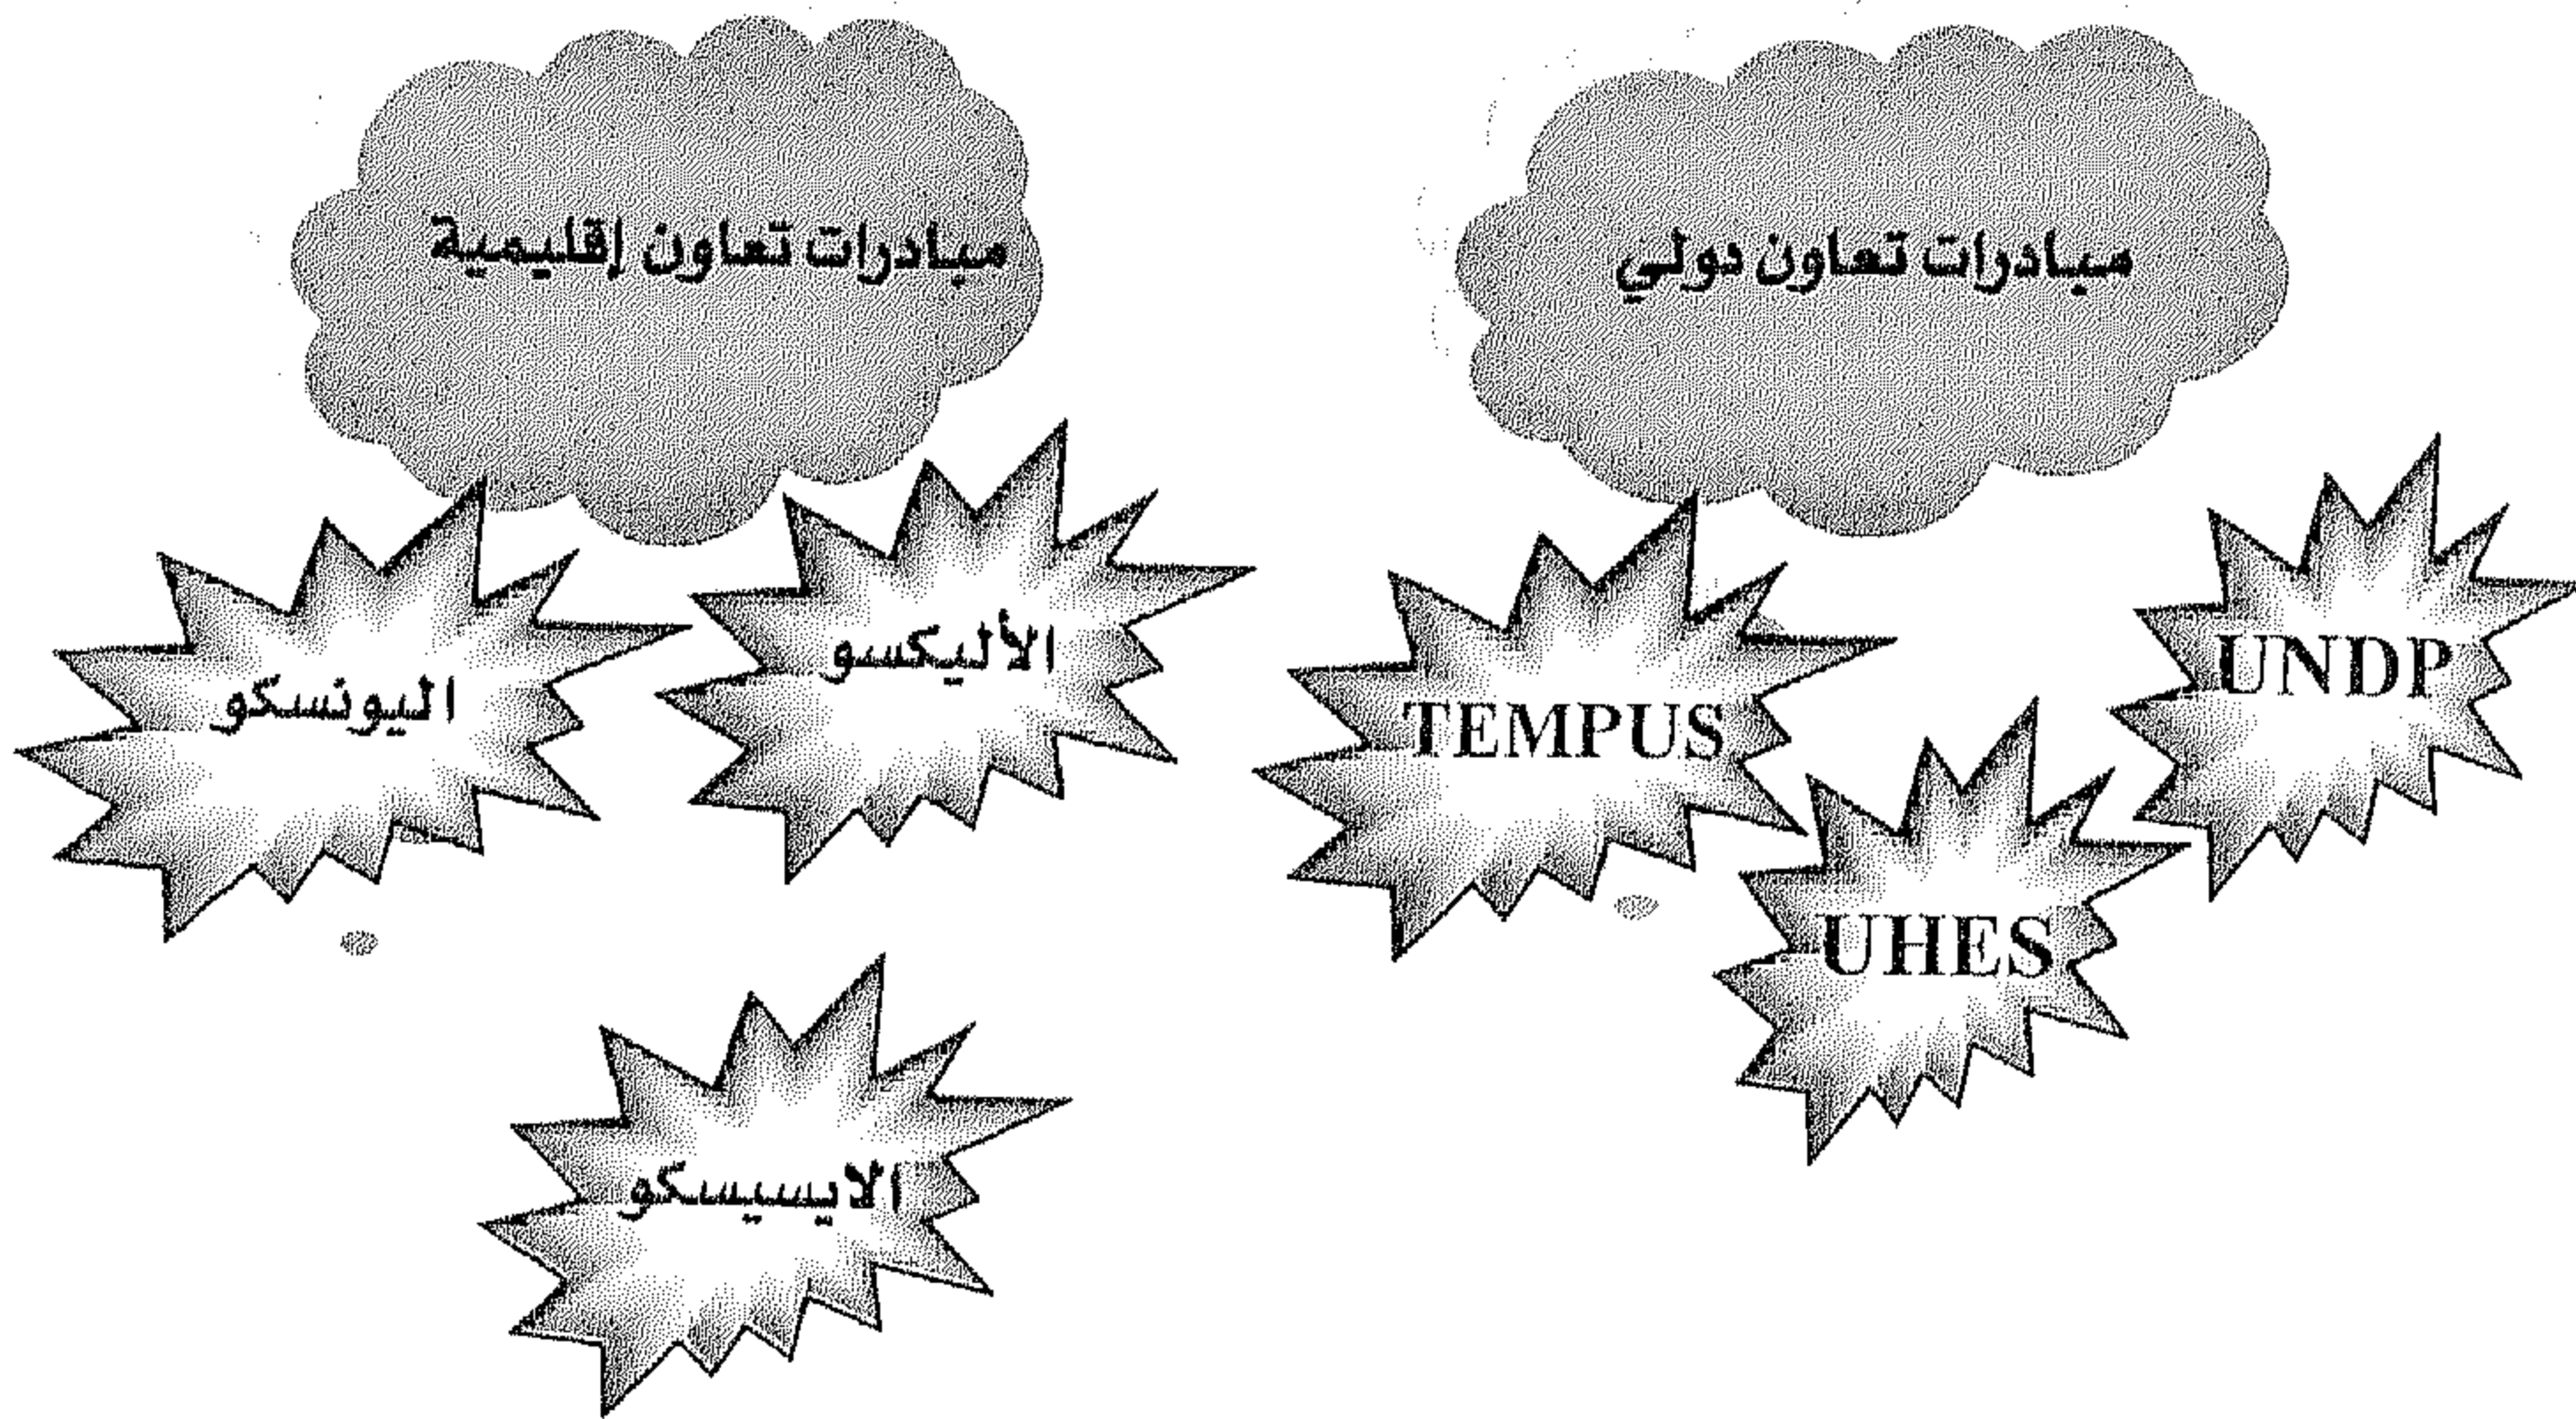 مبادرات تعاون دولي
مبادرات تعاون إقليمية
UNDP
TEMPUS
UHES
الأليكسو
اليونسكو
الايسيسكو